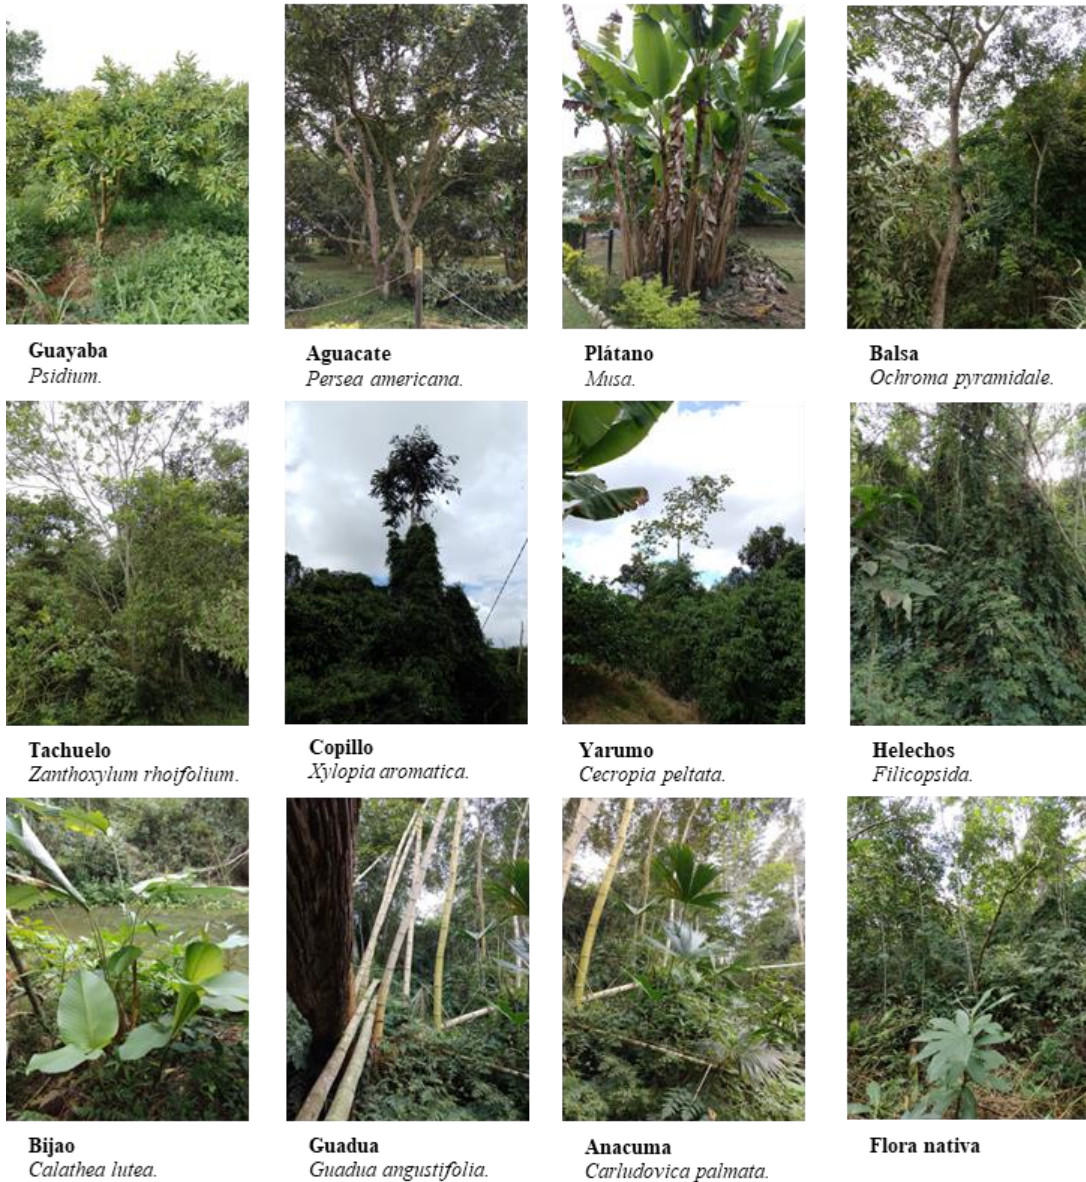 Guayaba
Psidium.
Aguacate
Persea americana.
Plátano
Musa.
Balsa
Ochroma pyramidale.
Tachuelo
Zanthoxylum rhoifolium.
Copillo
Xylopia aromatica.
Yarumo
Cecropia peltata.
Helechos
Filicopsida.
Bijao
Calathea lutea.
Guadua
Guadua angustifolia.
Anacuma
Carludovica palmata.
Flora nativa